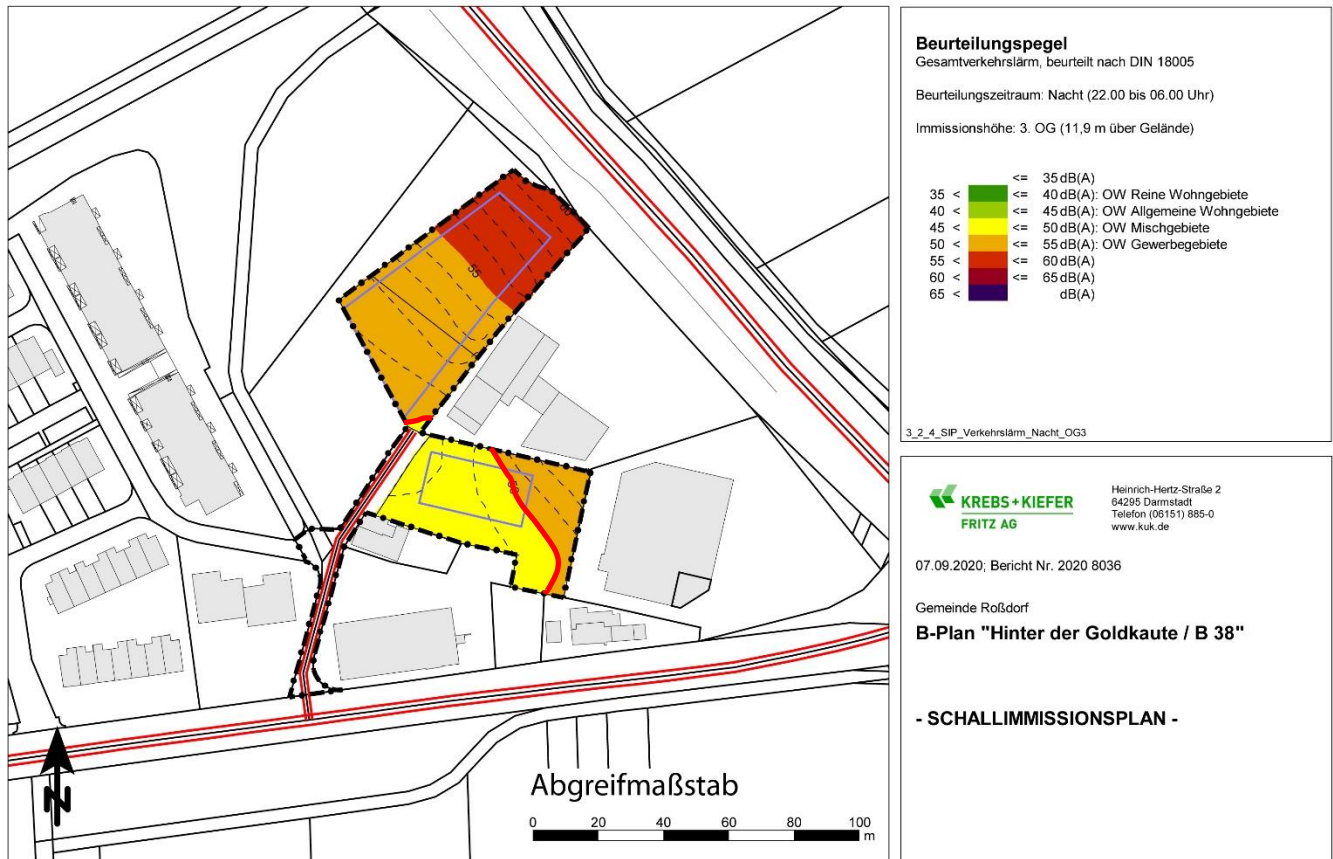 55
60
50
N
Abgreifmaßstab
0 20 40 60 80 100
m
Beurteilungspegel
Gesamtverkehrslärm, beurteilt nach DIN 18005
Beurteilungszeitraum: Nacht (22.00 bis 06.00 Uhr)
Immissionshöhe: 3. OG (11,9 m über Gelände)
<= 35 dB(A)
35 < <= 40 dB(A): OW Reine Wohngebiete
40 < <= 45 dB(A): OW Allgemeine Wohngebiete
45 < <= 50 dB(A): OW Mischgebiete
50 < <= 55 dB(A): OW Gewerbegebiete
55 < <= 60 dB(A)
60 < <= 65 dB(A)
65 < dB(A)
3_2_4_SIP_Verkehrslärm_Nacht_OG3
KREBS+KIEFER
FRITZ AG
Heinrich-Hertz-Straße 2
64295 Darmstadt
Telefon (06151) 885-0
www.kuk.de
07.09.2020; Bericht Nr. 2020 8036
Gemeinde Roßdorf
B-Plan "Hinter der Goldkaute / B 38"
- SCHALLIMMISSIONSPLAN -